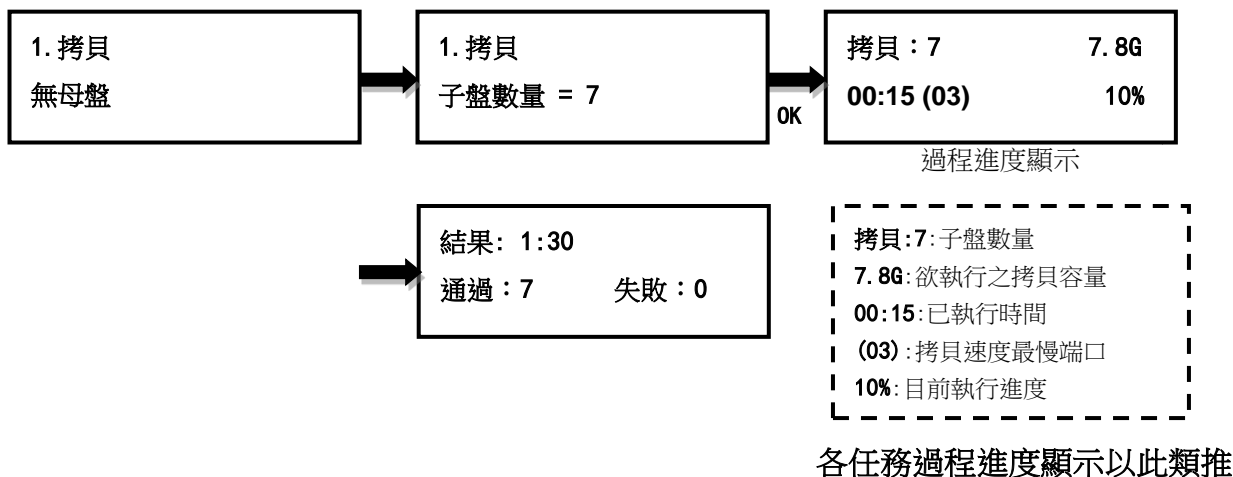 1.拷貝
無母盤
1.拷貝
子盤數量 = 7
OK
拷貝：7 7.8G
00:15 (03) 10%
過程進度顯示
結果: 1:30
通過：7 失敗：0
拷貝:7:子盤數量
7.8G:欲執行之拷貝容量
00:15:已執行時間
(03):拷貝速度最慢端口
10%:目前執行進度
各任務過程進度顯示以此類推